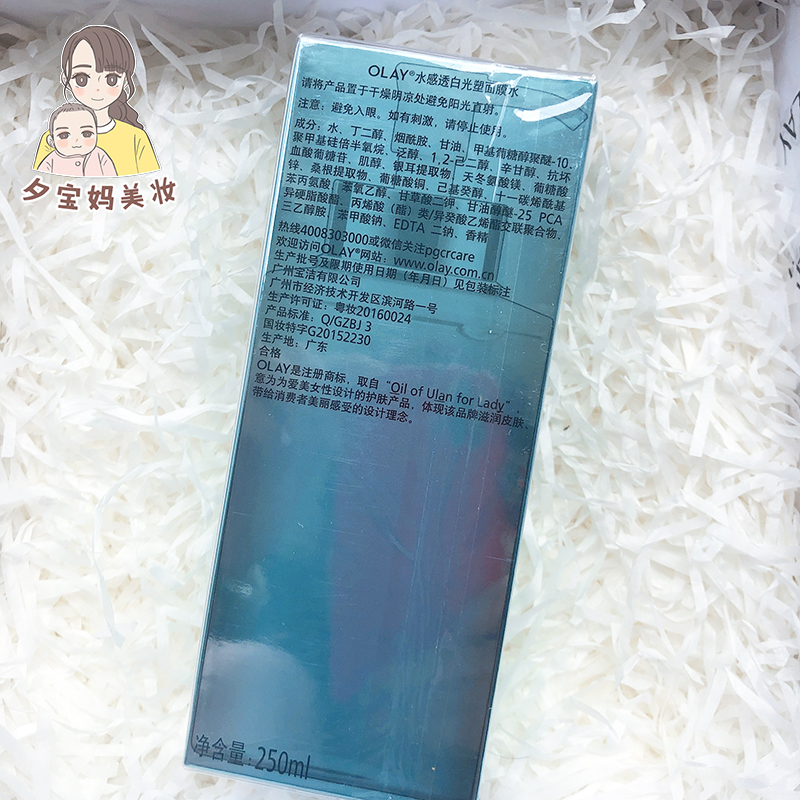 夕宝妈美妆
OLAY®水感透白光塑面膜水
请将产品置于干燥阴凉处避免阳光直射。
注意：避免入眼。如有刺激，请停止使用。
成分：水、丁二醇、烟酰胺、甘油、甲基葡糖醇聚醚-10、
聚甲基硅倍半氧烷、泛醇、1,2-己二醇、辛甘醇、抗坏
血酸葡糖苷、肌醇、银耳提取物、天冬氨酸镁、葡糖酸
锌、桑根提取物、葡糖酸铜、己基癸醇、十一碳烯酰基
苯丙氨酸、苯氧乙醇、甘草酸二钾、甘油醇醚-25 PCA
异硬脂酸酯、丙烯酸（酯）类/异癸酸乙烯酯交联聚合物、
三乙醇胺、苯甲酸钠、EDTA 二钠、香精
热线4008303000或微信关注pgcrcare
欢迎访问OLAY®网站：www.olay.com.cn
生产批号及限期使用日期（年月日）见包装标注
广州宝洁有限公司
广州市经济技术开发区滨河路一号
生产许可证：粤妆20160024
产品标准：Q/GZBJ 3
国妆特字G20152230
生产地：广东
合格
OLAY是注册商标，取自“Oil of Ulan for Lady”，
意为为爱美女性设计的护肤产品，体现该品牌滋润皮肤、
带给消费者美丽感受的设计理念。
净含量：250ml